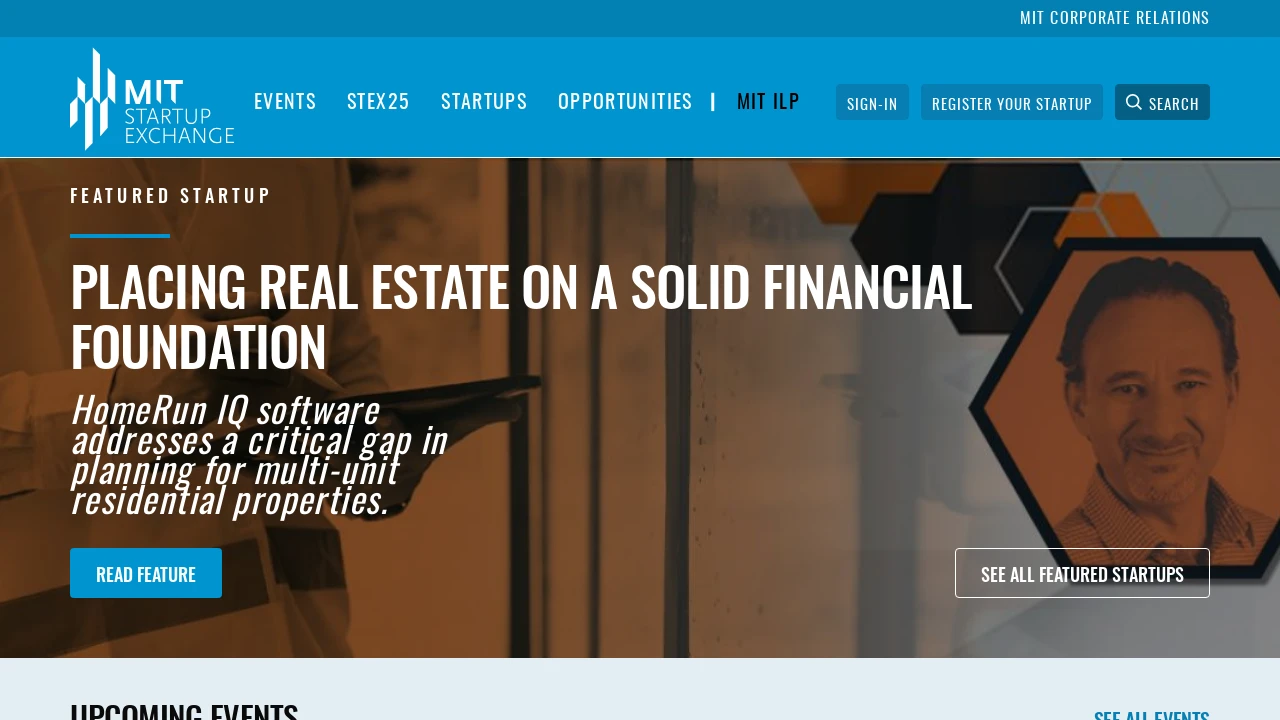 MIT CORPORATE RELATIONS
MIT
STARTUP
EXCHANGE
EVENTS STEX25 STARTUPS OPPORTUNITIES | MIT ILP SIGN-IN REGISTER YOUR STARTUP SEARCH
FEATURED STARTUP
PLACING REAL ESTATE ON A SOLID FINANCIAL
FOUNDATION
HomeRun IQ software
addresses a critical gap in
planning for multi-unit
residential properties.
READ FEATURE SEE ALL FEATURED STARTUPS
UPCOMING EVENTS SEE ALL EVENTS